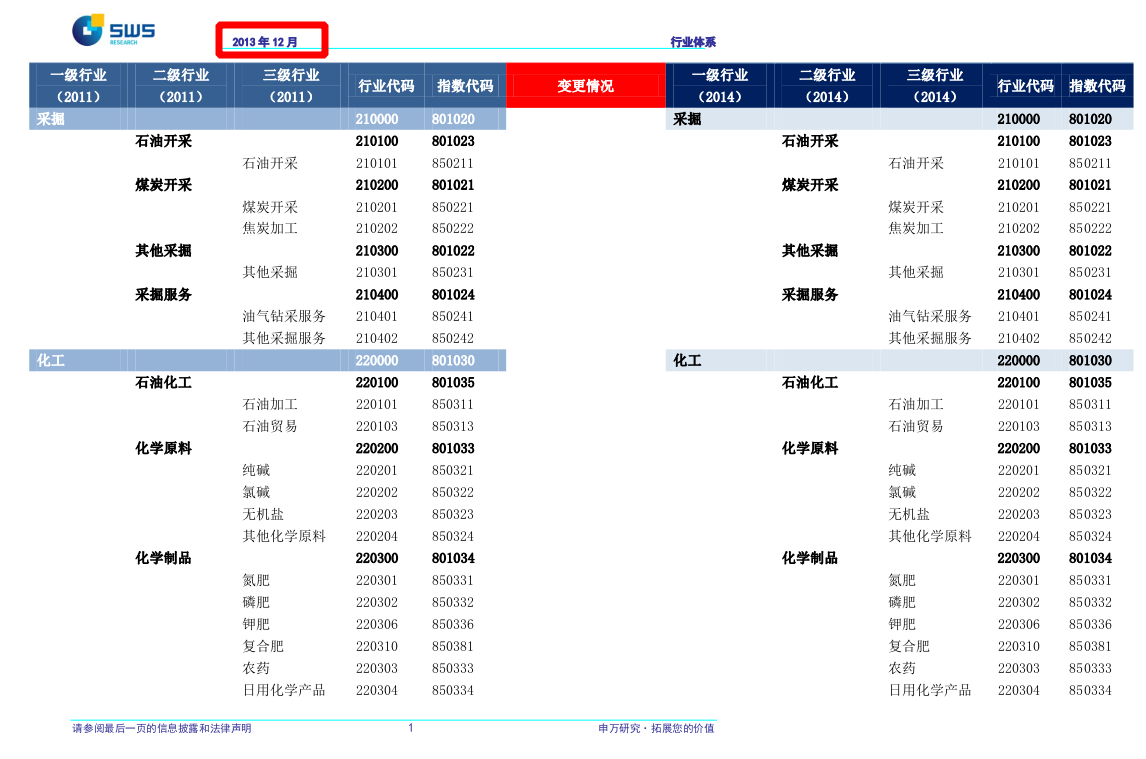 SWS
RESEARCH
2013 年 12 月 行业体系
一级行业 二级行业 三级行业 行业代码 指数代码 变更情况 一级行业 二级行业 三级行业 行业代码 指数代码
（2011） （2011） （2011） （2014） （2014） （2014）
采掘 210000 801020 采掘 210000 801020
石油开采 210100 801023 石油开采 210100 801023
石油开采 210101 850211 石油开采 210101 850211
煤炭开采 210200 801021 煤炭开采 210200 801021
煤炭开采 210201 850221 煤炭开采 210201 850221
焦炭加工 210202 850222 焦炭加工 210202 850222
其他采掘 210300 801022 其他采掘 210300 801022
其他采掘 210301 850231 其他采掘 210301 850231
采掘服务 210400 801024 采掘服务 210400 801024
油气钻采服务 210401 850241 油气钻采服务 210401 850241
其他采掘服务 210402 850242 其他采掘服务 210402 850242
化工 220000 801030 化工 220000 801030
石油化工 220100 801035 石油化工 220100 801035
石油加工 220101 850311 石油加工 220101 850311
石油贸易 220103 850313 石油贸易 220103 850313
化学原料 220200 801033 化学原料 220200 801033
纯碱 220201 850321 纯碱 220201 850321
氯碱 220202 850322 氯碱 220202 850322
无机盐 220203 850323 无机盐 220203 850323
其他化学原料 220204 850324 其他化学原料 220204 850324
化学制品 220300 801034 化学制品 220300 801034
氮肥 220301 850331 氮肥 220301 850331
磷肥 220302 850332 磷肥 220302 850332
钾肥 220306 850336 钾肥 220306 850336
复合肥 220310 850381 复合肥 220310 850381
农药 220303 850333 农药 220303 850333
日用化学产品 220304 850334 日用化学产品 220304 850334
请参阅最后一页的信息披露和法律声明 1 申万研究·拓展您的价值